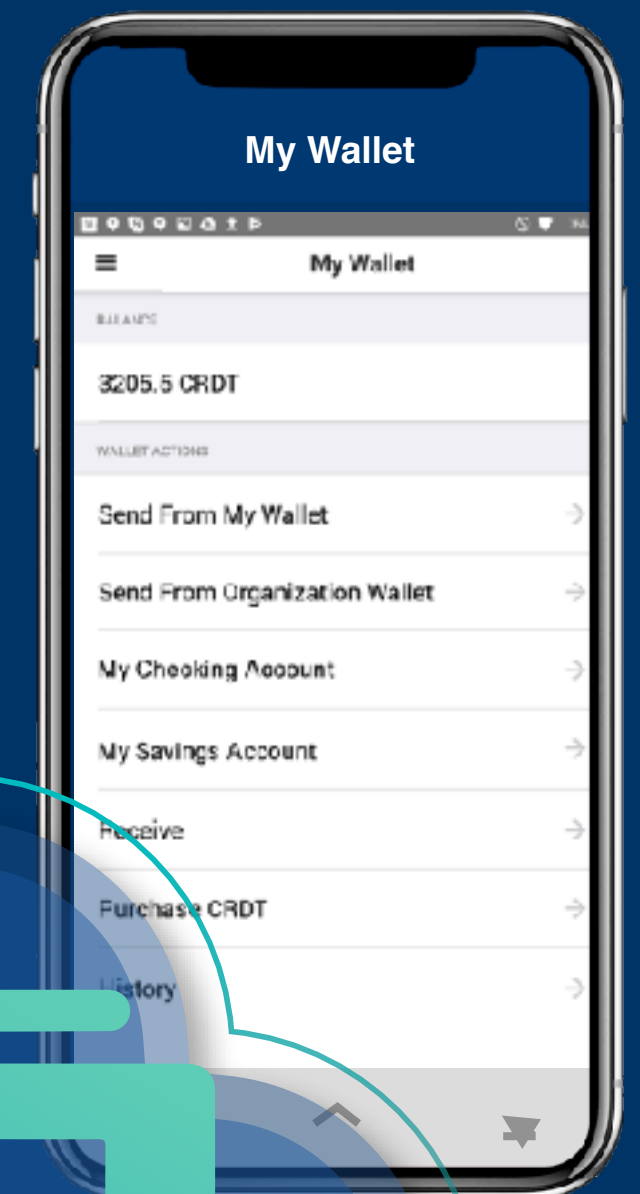 My Wallet
My Wallet
BALANCE
3205.5 CRDT
WALLET ACTIONS
Send From My Wallet
Send From Organization Wallet
My Checking Account
My Savings Account
Receive
Purchase CRDT
History